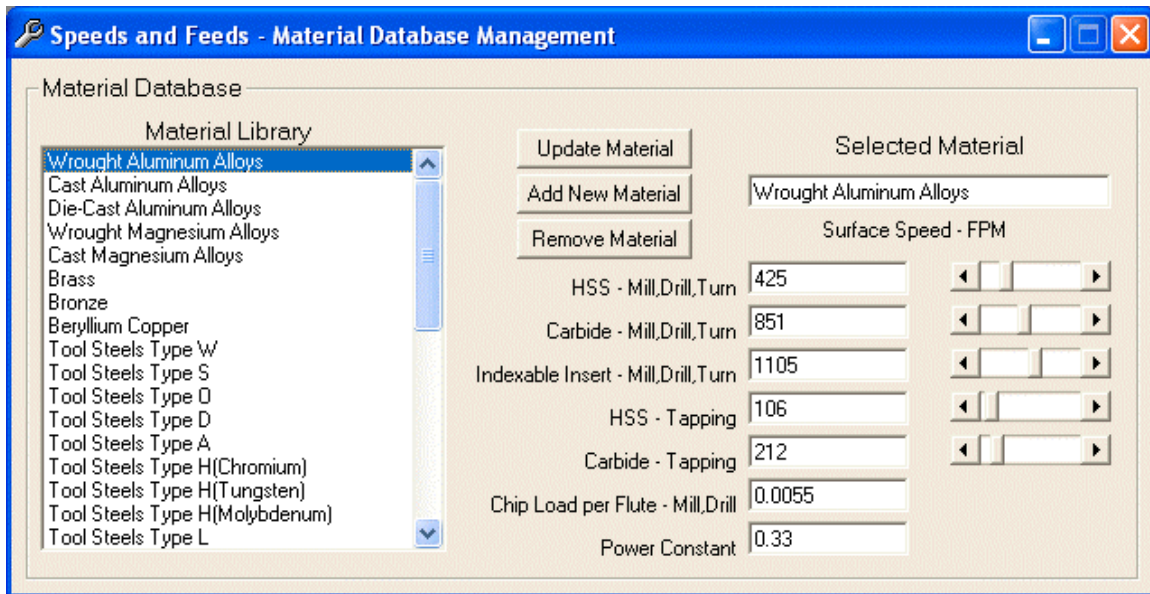 Speeds and Feeds - Material Database Management
Material Database
Material Library
Wrought Aluminum Alloys
Cast Aluminum Alloys
Die-Cast Aluminum Alloys
Wrought Magnesium Alloys
Cast Magnesium Alloys
Brass
Bronze
Beryllium Copper
Tool Steels Type W
Tool Steels Type S
Tool Steels Type O
Tool Steels Type D
Tool Steels Type A
Tool Steels Type H(Chromium)
Tool Steels Type H(Tungsten)
Tool Steels Type H(Molybdenum)
Tool Steels Type L
Update Material
Add New Material
Remove Material
Selected Material
Wrought Aluminum Alloys
Surface Speed - FPM
HSS - Mill,Drill,Turn 425
Carbide - Mill,Drill,Turn 851
Indexable Insert - Mill,Drill,Turn 1105
HSS - Tapping 106
Carbide - Tapping 212
Chip Load per Flute - Mill,Drill 0.0055
Power Constant 0.33